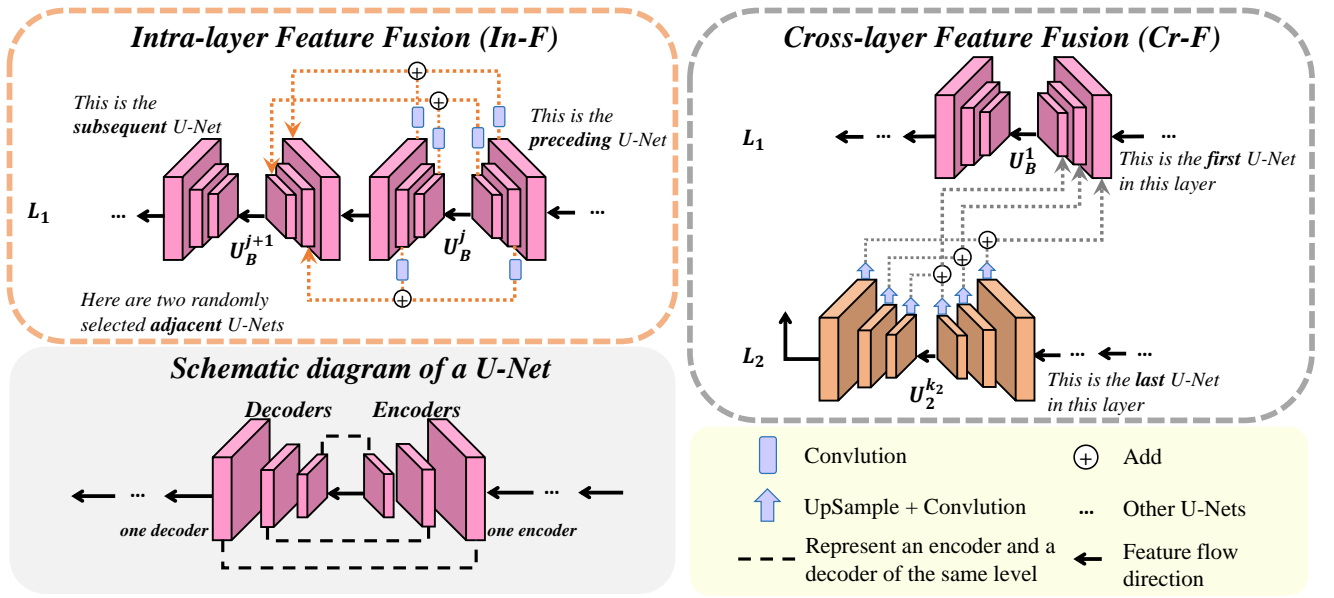 Intra-layer Feature Fusion (In-F)
This is the
subsequent U-Net
This is the
preceding U-Net
L₁
...
...
U_B^{j+1}
U_B^j
Here are two randomly
selected adjacent U-Nets
Cross-layer Feature Fusion (Cr-F)
L₁
...
...
U_B^1
This is the first U-Net
in this layer
L₂
...
...
U_2^{k_2}
This is the last U-Net
in this layer
Schematic diagram of a U-Net
Decoders Encoders
...
...
one decoder
one encoder
Convlution
Add
UpSample + Convlution
... Other U-Nets
Represent an encoder and a
decoder of the same level
Feature flow
direction